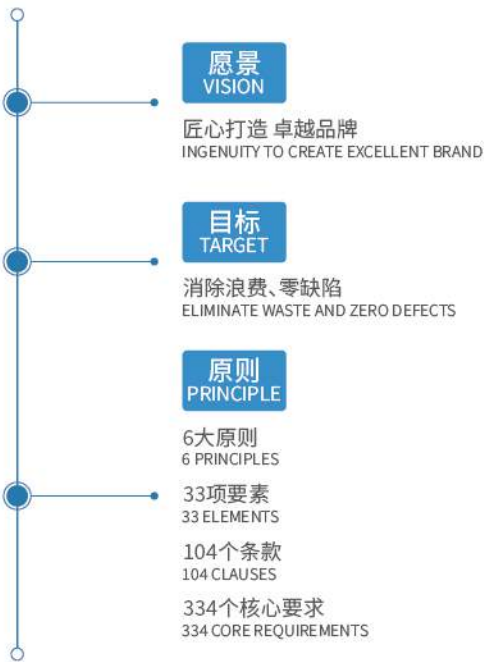 愿景
VISION
匠心打造 卓越品牌
INGENUITY TO CREATE EXCELLENT BRAND
目标
TARGET
消除浪费、零缺陷
ELIMINATE WASTE AND ZERO DEFECTS
原则
PRINCIPLE
6大原则
6 PRINCIPLES
33项要素
33 ELEMENTS
104个条款
104 CLAUSES
334个核心要求
334 CORE REQUIREMENTS